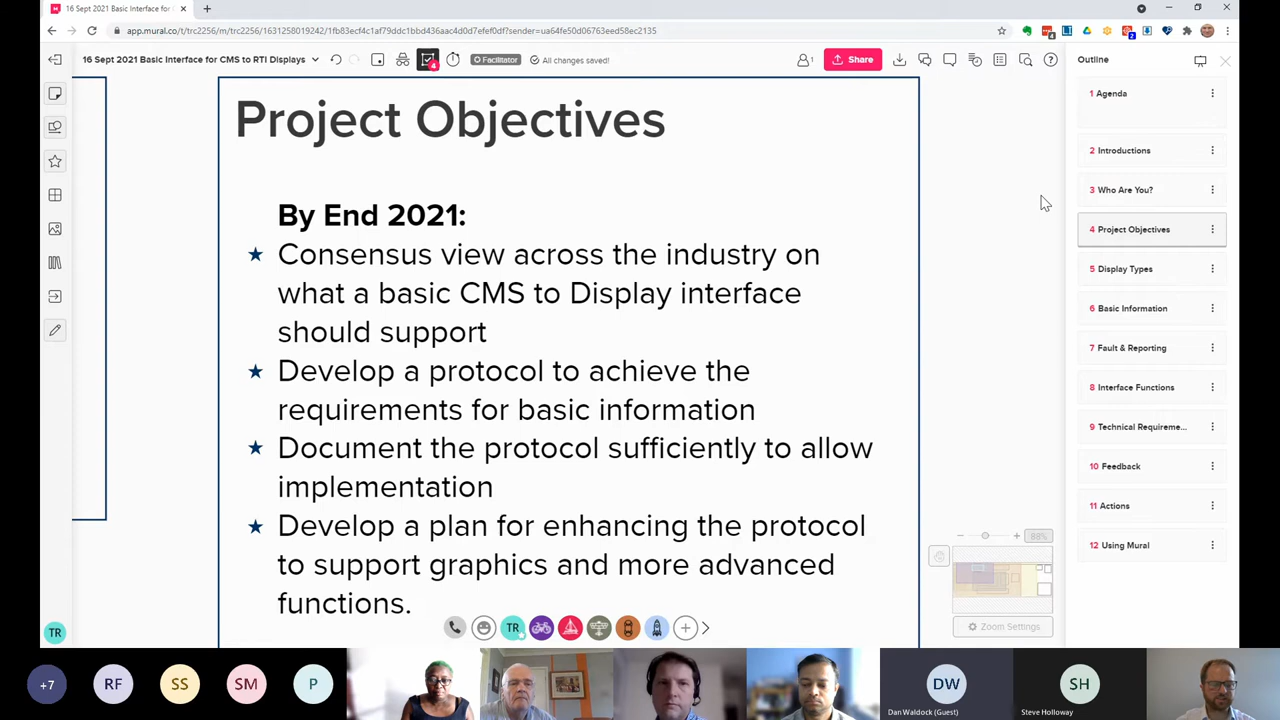 16 Sept 2021 Basic Interface for C
app.mural.co/t/trc2256/m/trc2256/1631258019242/1fb83ecf4f3af79ddc1bbd436aac4d0d7efef0df?sender=ua64fe50d06763eed58ec2135
16 Sept 2021 Basic Interface for CMS to RTI Displays
Facilitator
All changes saved!
1
Share
Outline
1 Agenda
2 Introductions
3 Who Are You?
4 Project Objectives
5 Display Types
6 Basic Information
7 Fault & Reporting
8 Interface Functions
9 Technical Requireme...
10 Feedback
11 Actions
12 Using Mural
Project Objectives
By End 2021:
Consensus view across the industry on
what a basic CMS to Display interface
should support
Develop a protocol to achieve the
requirements for basic information
Document the protocol sufficiently to allow
implementation
Develop a plan for enhancing the protocol
to support graphics and more advanced
functions.
88%
Zoom Settings
TR
TR
+7
RF
SS
SM
P
DW
Dan Waldock (Guest)
SH
Steve Holloway